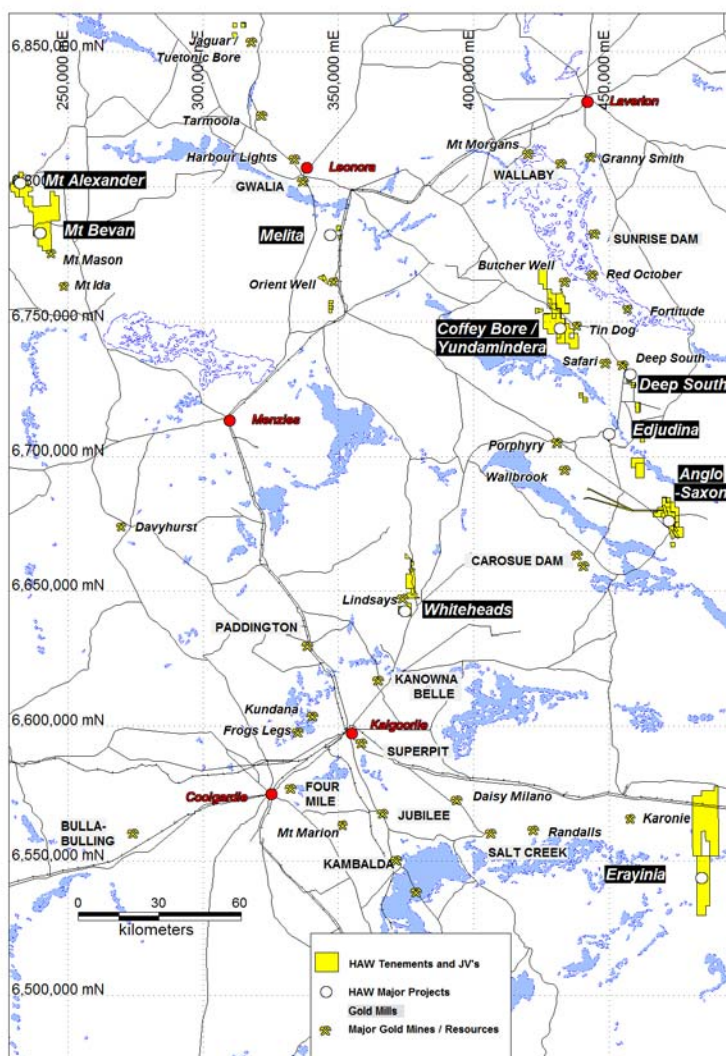 250,000 mE
300,000 mE
350,000 mE
400,000 mE
450,000 mE
6,850,000 mN
Jaguar /
Tuetonic Bore
Laverton
Tarmoola
Mt Morgans
Harbour Lights
Leonora
WALLABY
Granny Smith
GWALIA
Mt Alexander
Mt Bevan
Melita
SUNRISE DAM
Mt Mason
Butcher Well
Red October
Mt Ida
Orient Well
Fortitude
6,750,000 mN
Coffey Bore /
Yundamindera
Tin Dog
Safari
Deep South
Deep South
Menzies
Edjudina
6,700,000 mN
Porphyry
Wallbrook
Anglo
-Saxon
Davyhurst
CAROSUE DAM
6,650,000 mN
Lindsays
Whiteheads
PADDINGTON
KANOWNA
BELLE
Kundana
6,600,000 mN
Frogs Legs
Kalgoorlie
SUPERPIT
Coolgardie
FOUR
MILE
Daisy Milano
BULLA-
BULLING
Mt Marion
JUBILEE
Randalls
Karonie
SALT CREEK
KAMBALDA
6,550,000 mN
Erayinia
0 30 60
kilometers
HAW Tenements and JV's
HAW Major Projects
Gold Mills
Major Gold Mines / Resources
6,500,000 mN